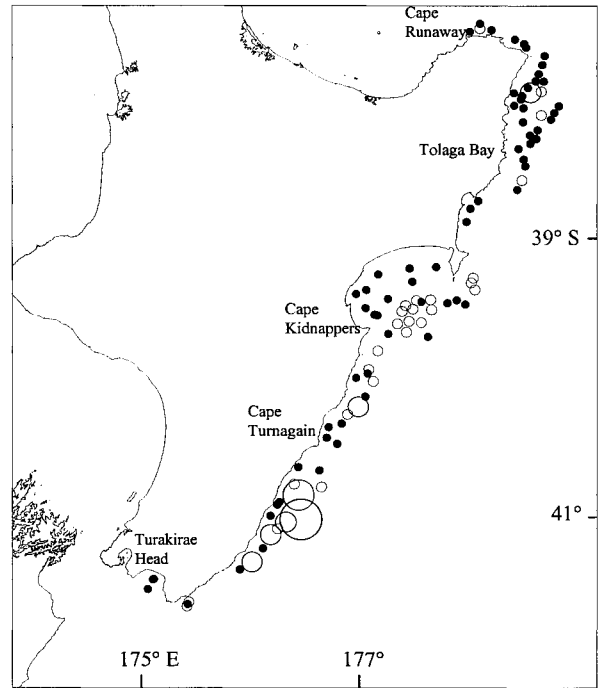 Cape
Runaway
Tolaga Bay
39° S
Cape
Kidnappers
Cape
Turnagain
41°
Turakirae
Head
175° E
177°